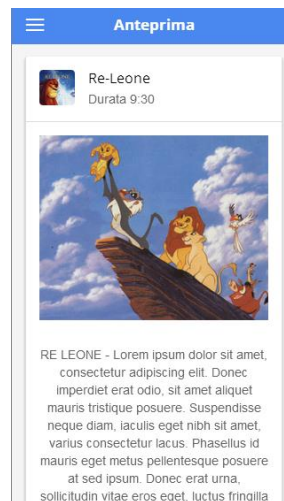 Anteprima
Re-Leone
Durata 9:30
RE LEONE - Lorem ipsum dolor sit amet,
consectetur adipiscing elit. Donec
imperdiet erat odio, sit amet aliquet
mauris tristique posuere. Suspendisse
neque diam, iaculis eget nibh sit amet,
varius consectetur lacus. Phasellus id
mauris eget metus pellentesque posuere
at sed ipsum. Donec erat urna,
sollicitudin vitae eros eget, luctus fringilla